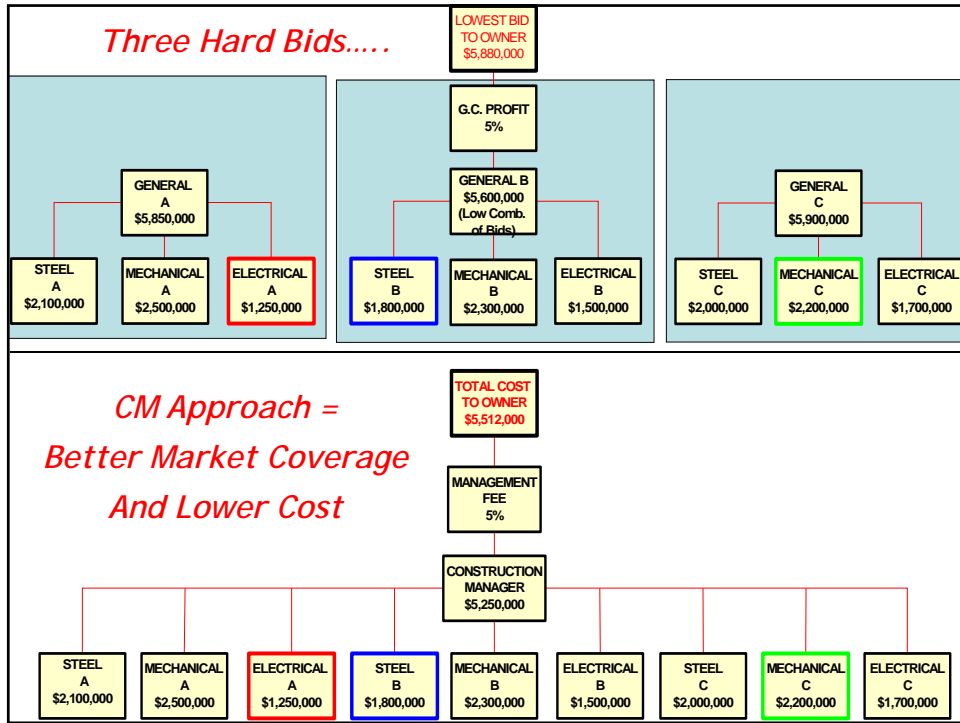 Three Hard Bids.....
LOWEST BID
TO OWNER
$5,880,000
G.C. PROFIT
5%
GENERAL
A
$5,850,000
GENERAL B
$5,600,000
(Low Comb.
of Bids)
GENERAL
C
$5,900,000
STEEL
A
$2,100,000
MECHANICAL
A
$2,500,000
ELECTRICAL
A
$1,250,000
STEEL
B
$1,800,000
MECHANICAL
B
$2,300,000
ELECTRICAL
B
$1,500,000
STEEL
C
$2,000,000
MECHANICAL
C
$2,200,000
ELECTRICAL
C
$1,700,000
CM Approach =
Better Market Coverage
And Lower Cost
TOTAL COST
TO OWNER
$5,512,000
MANAGEMENT
FEE
5%
CONSTRUCTION
MANAGER
$5,250,000
STEEL
A
$2,100,000
MECHANICAL
A
$2,500,000
ELECTRICAL
A
$1,250,000
STEEL
B
$1,800,000
MECHANICAL
B
$2,300,000
ELECTRICAL
B
$1,500,000
STEEL
C
$2,000,000
MECHANICAL
C
$2,200,000
ELECTRICAL
C
$1,700,000